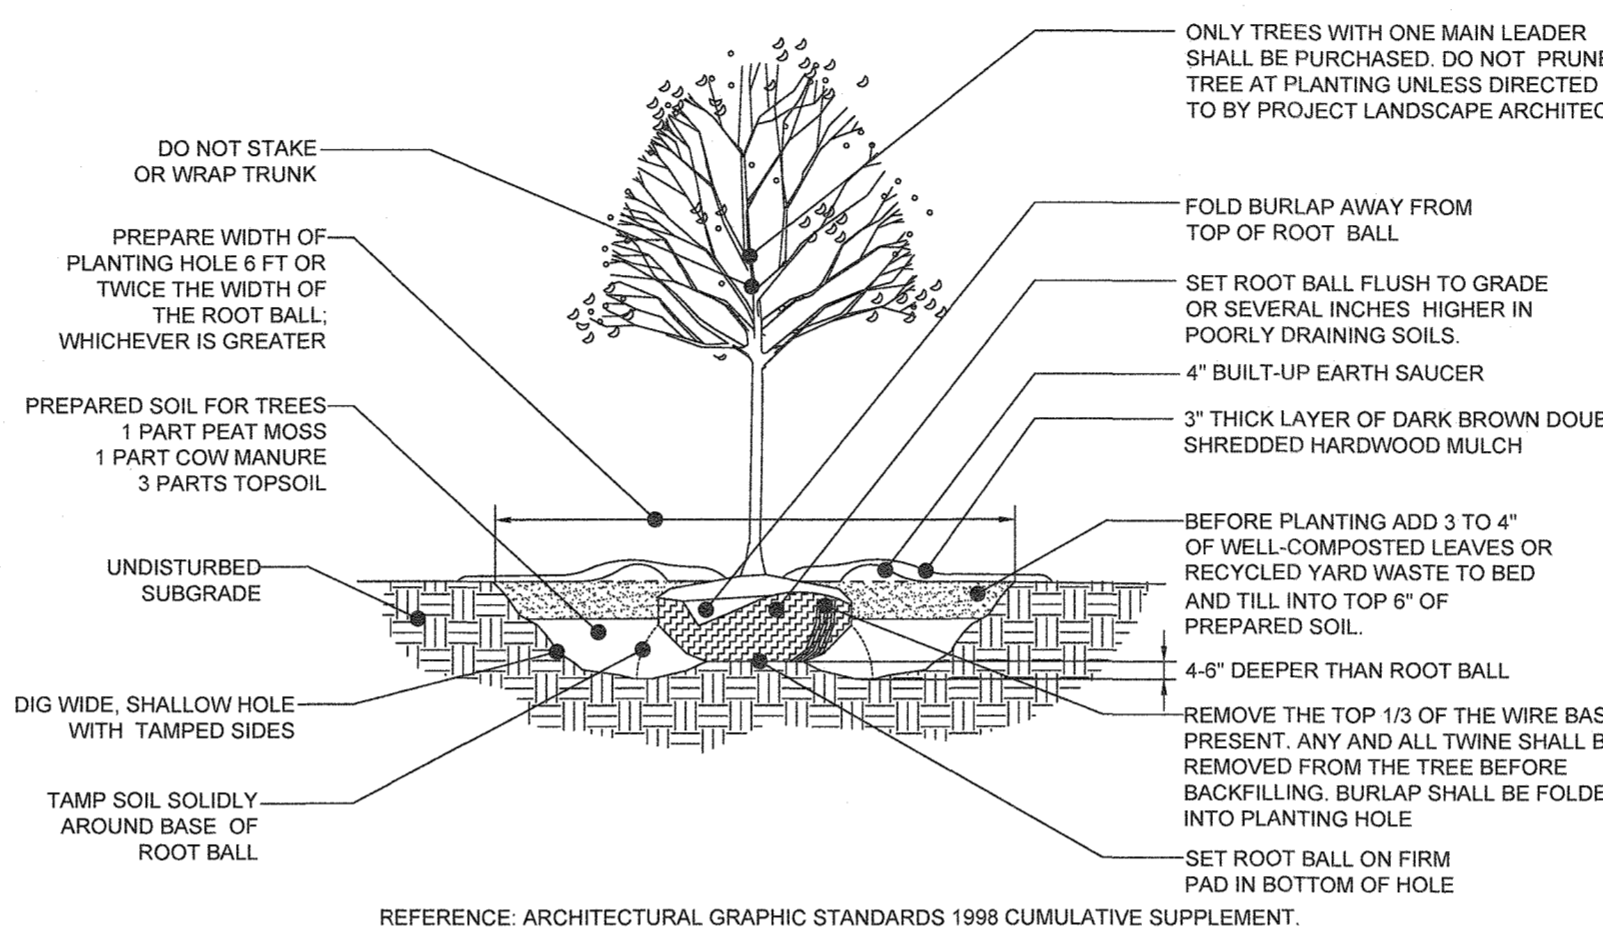 DO NOT STAKE
OR WRAP TRUNK
PREPARE WIDTH OF
PLANTING HOLE 6 FT OR
TWICE THE WIDTH OF
THE ROOT BALL;
WHICHEVER IS GREATER
PREPARED SOIL FOR TREES
1 PART PEAT MOSS
1 PART COW MANURE
3 PARTS TOPSOIL
UNDISTURBED
SUBGRADE
DIG WIDE, SHALLOW HOLE
WITH TAMPED SIDES
TAMP SOIL SOLIDLY
AROUND BASE OF
ROOT BALL
ONLY TREES WITH ONE MAIN LEADER
SHALL BE PURCHASED. DO NOT PRUNE
TREE AT PLANTING UNLESS DIRECTED
TO BY PROJECT LANDSCAPE ARCHITEC
FOLD BURLAP AWAY FROM
TOP OF ROOT BALL
SET ROOT BALL FLUSH TO GRADE
OR SEVERAL INCHES HIGHER IN
POORLY DRAINING SOILS.
4" BUILT-UP EARTH SAUCER
3" THICK LAYER OF DARK BROWN DOUB
SHREDDED HARDWOOD MULCH
BEFORE PLANTING ADD 3 TO 4"
OF WELL-COMPOSTED LEAVES OR
RECYCLED YARD WASTE TO BED
AND TILL INTO TOP 6" OF
PREPARED SOIL.
4-6" DEEPER THAN ROOT BALL
REMOVE THE TOP 1/3 OF THE WIRE BAS
PRESENT. ANY AND ALL TWINE SHALL B
REMOVED FROM THE TREE BEFORE
BACKFILLING. BURLAP SHALL BE FOLDE
INTO PLANTING HOLE
SET ROOT BALL ON FIRM
PAD IN BOTTOM OF HOLE
REFERENCE: ARCHITECTURAL GRAPHIC STANDARDS 1998 CUMULATIVE SUPPLEMENT.